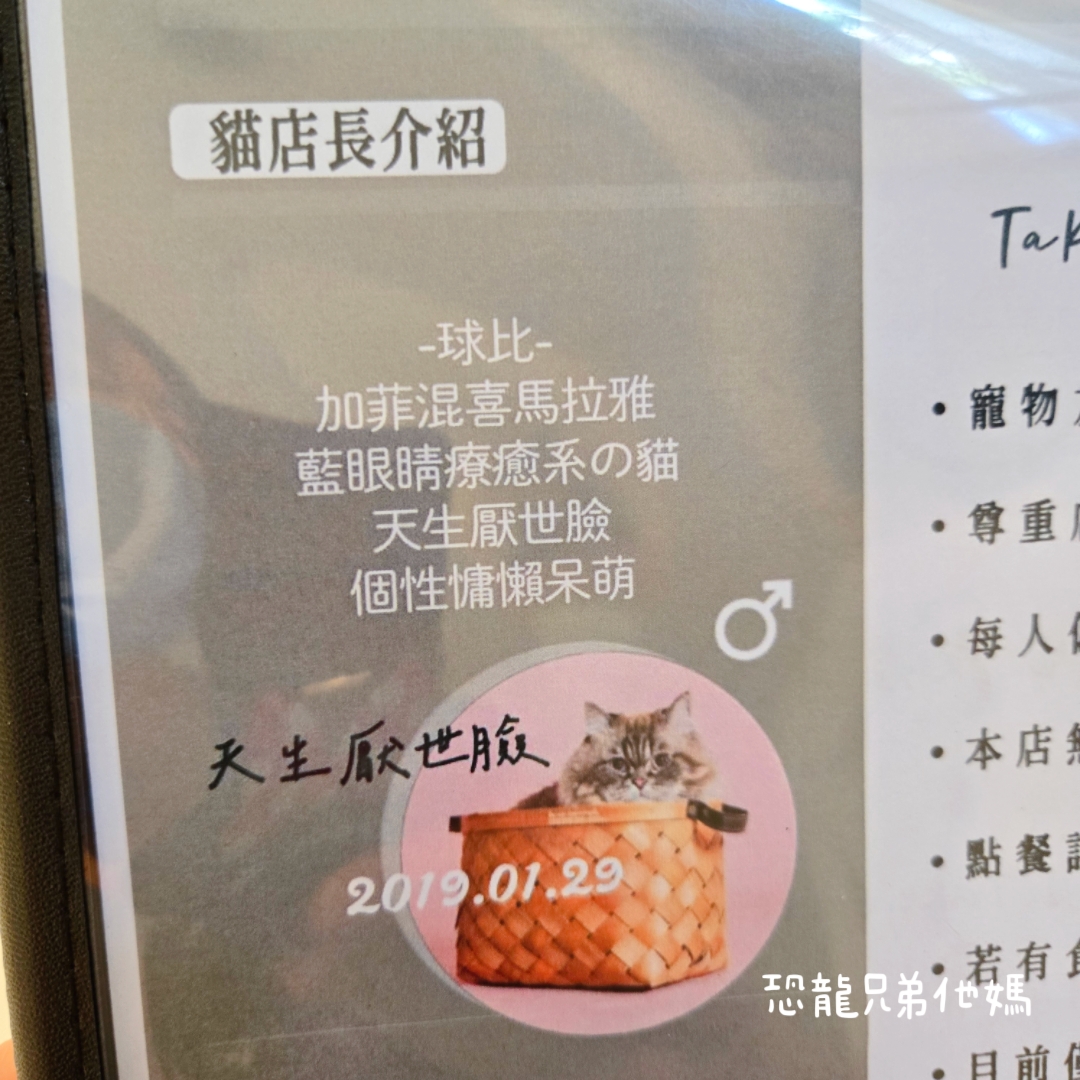 貓店長介紹
-球比-
加菲混喜馬拉雅
藍眼睛療癒系の貓
天生厭世臉
個性慵懶呆萌
♂
天生厭世臉
2019.01.29
寵物
尊重
每人
本店
點餐
若有
目前
恐龍兄弟他媽